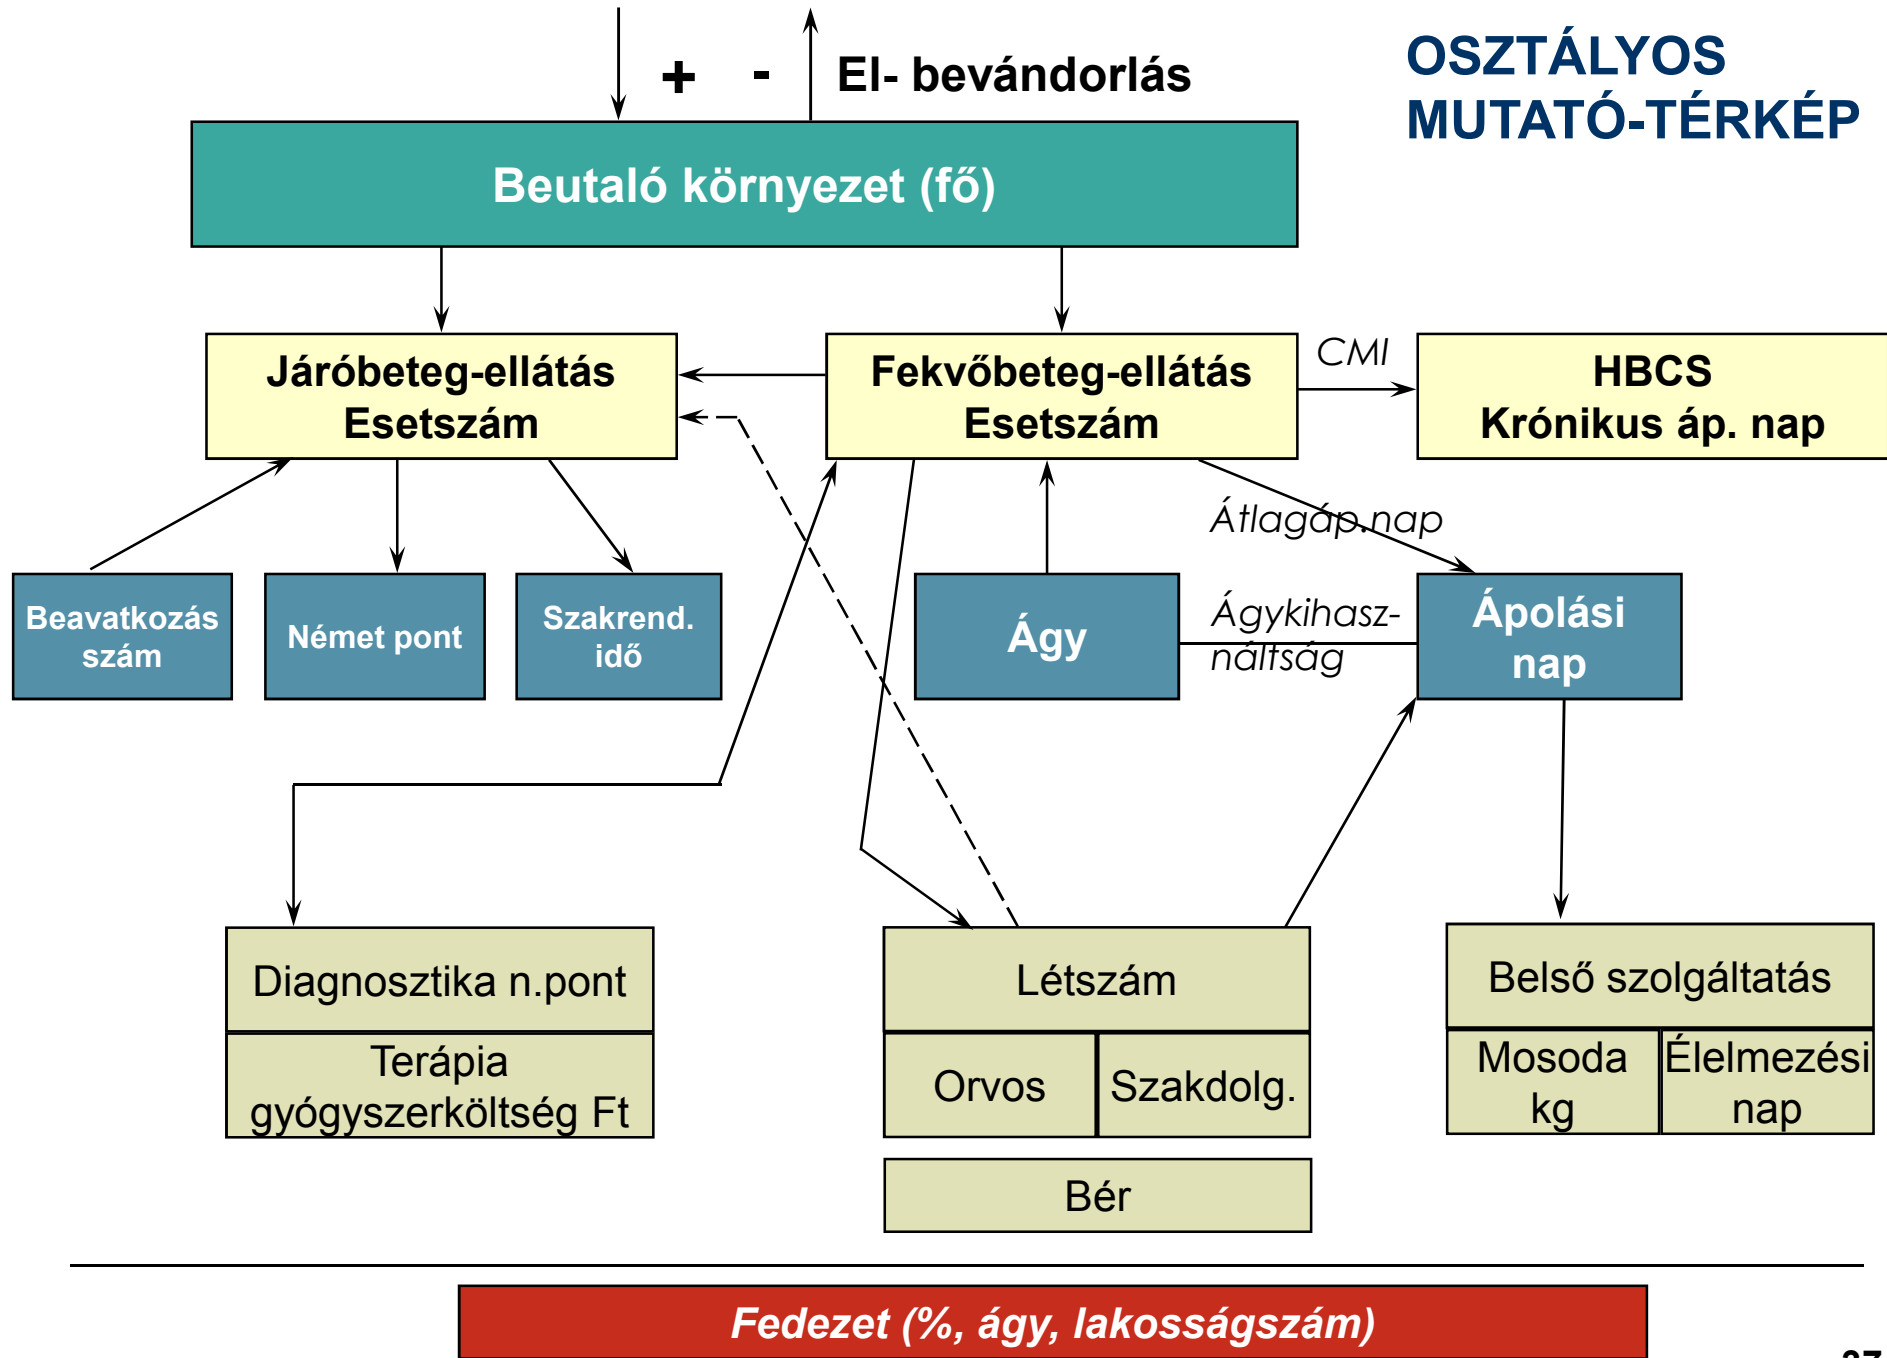 + - El- bevándorlás
OSZTÁLYOS
MUTATÓ-TÉRKÉP
Beutaló környezet (fő)
Járóbeteg-ellátás
Esetszám
Fekvőbeteg-ellátás
Esetszám
CMI
HBCS
Krónikus áp. nap
Átlagáp.nap
Beavatkozás
szám
Német pont
Szakrend.
idő
Ágy
Ágykihasz-
náltság
Ápolási
nap
Diagnosztika n.pont
Terápia
gyógyszerköltség Ft
Létszám
Orvos
Szakdolg.
Bér
Belső szolgáltatás
Mosoda
kg
Élelmezési
nap
Fedezet (%, ágy, lakosságszám)